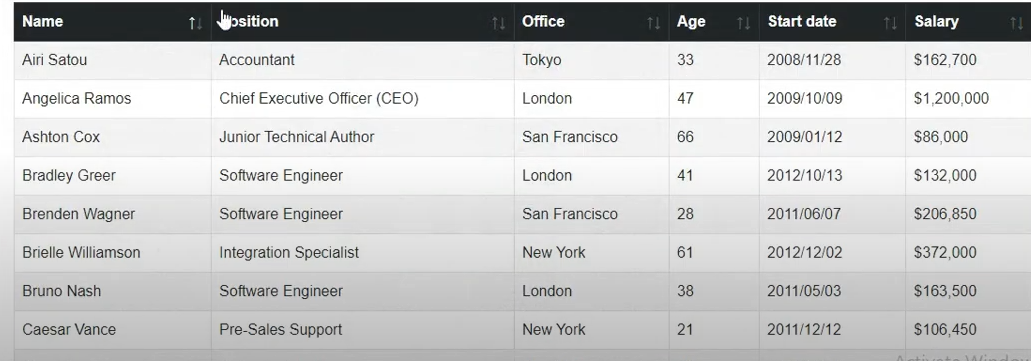 Name Position Office Age Start date Salary
Airi Satou Accountant Tokyo 33 2008/11/28 $162,700
Angelica Ramos Chief Executive Officer (CEO) London 47 2009/10/09 $1,200,000
Ashton Cox Junior Technical Author San Francisco 66 2009/01/12 $86,000
Bradley Greer Software Engineer London 41 2012/10/13 $132,000
Brenden Wagner Software Engineer San Francisco 28 2011/06/07 $206,850
Brielle Williamson Integration Specialist New York 61 2012/12/02 $372,000
Bruno Nash Software Engineer London 38 2011/05/03 $163,500
Caesar Vance Pre-Sales Support New York 21 2011/12/12 $106,450